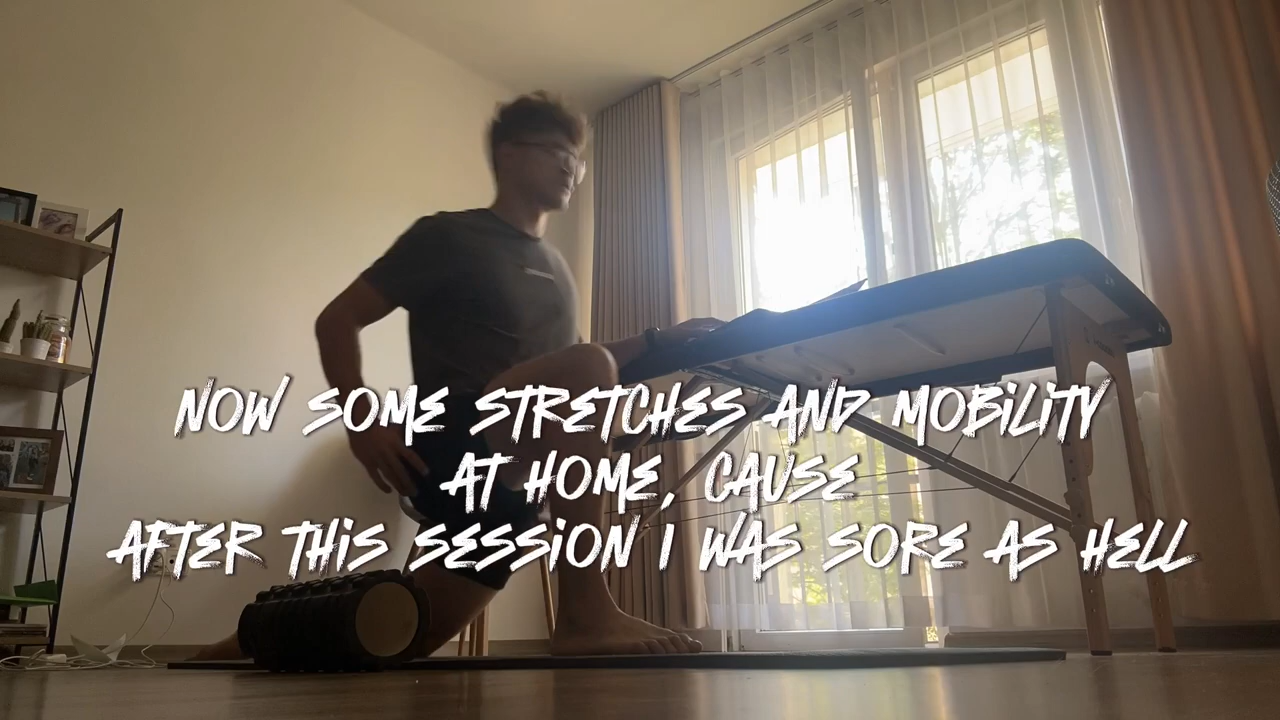 NOW SOME STRETCHES AND MOBILITY
AT HOME, CAUSE
AFTER THIS SESSION I WAS SORE AS HELL